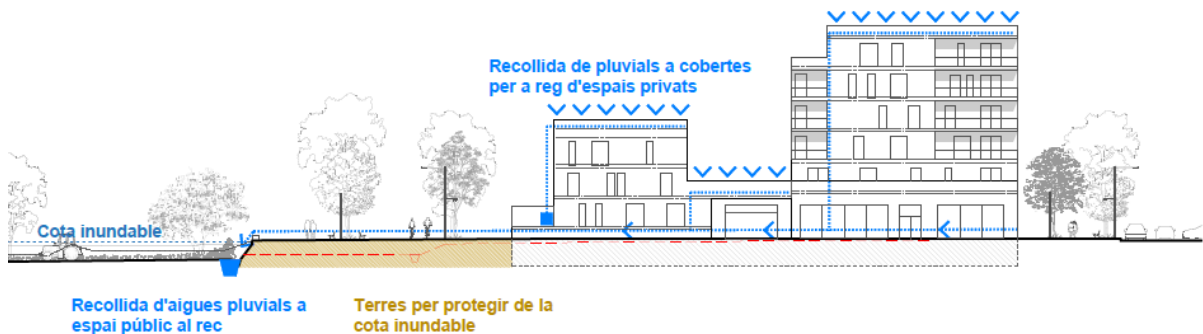 Recollida de pluvials a cobertes
per a reg d'espais privats
Cota inundable
Recollida d'aigues pluvials a
espai públic al rec
Terres per protegir de la
cota inundable